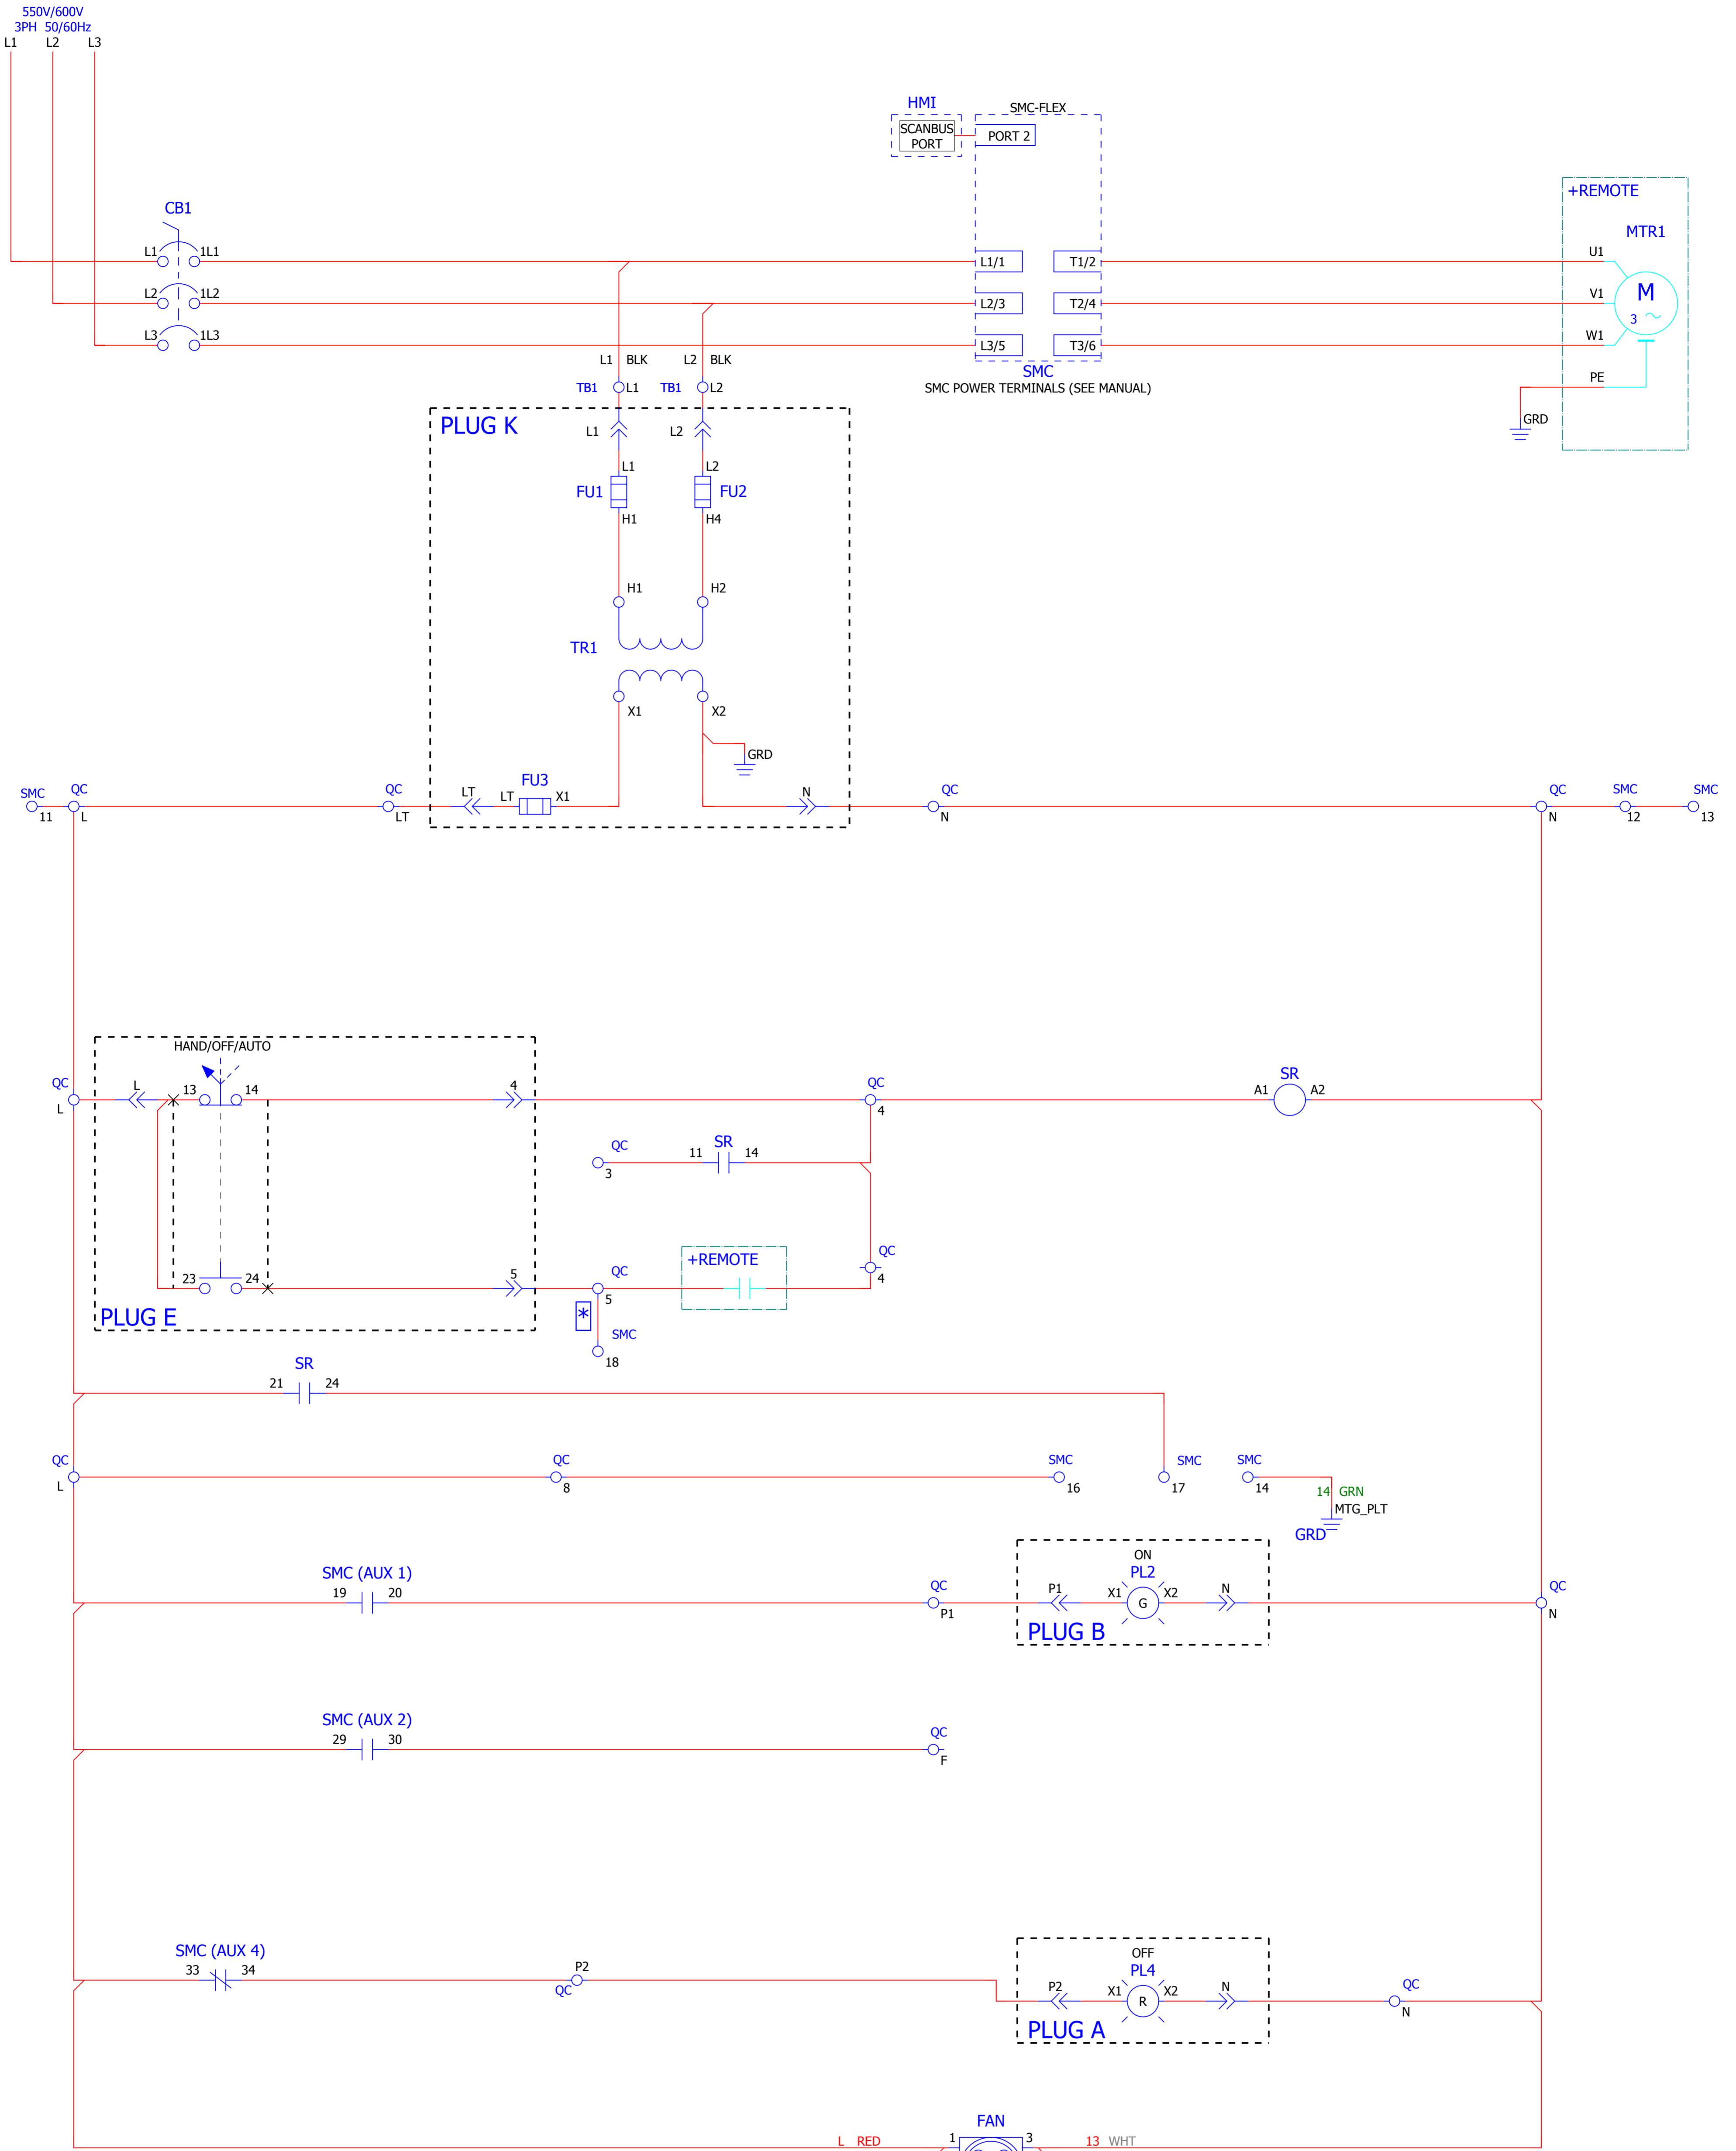 550V/600V
3PH 50/60Hz
L1 L2 L3
HMI
SMC-FLEX
SCANBUS
PORT
PORT 2
+REMOTE
CB1
MTR1
L1 1L1
L1/1 T1/2
U1
L2 1L2
L2/3 T2/4
V1
M
3
L3 1L3
L3/5 T3/6
W1
L1 BLK L2 BLK
SMC
SMC POWER TERMINALS (SEE MANUAL)
PE
TB1 L1 TB1 L2
GRD
PLUG K
L1 L2
L1 L2
FU1 FU2
H1 H4
H1 H2
TR1
X1 X2
GRD
FU3
SMC QC QC
LT LT X1 N
QC QC SMC SMC
11 L LT N N 12 13
HAND/OFF/AUTO
QC
L 13 14 4
QC
SR
A1 A2
L
4
QC SR
11 14
3
+REMOTE
QC
4
23 24 5
QC
5
PLUG E
*
SMC
18
SR
21 24
QC QC SMC SMC SMC
L 8 16 17 14
14 GRN
MTG_PLT
GRD
ON
SMC (AUX 1)
PL2
19 20
QC
P1 X1 X2 N
QC
G
P1 N
PLUG B
SMC (AUX 2)
29 30
QC
F
SMC (AUX 4)
33 34
P2
QC
OFF
PL4
P2 X1 X2 N
QC
R
N
PLUG A
FAN
L RED 1 3 13 WHT